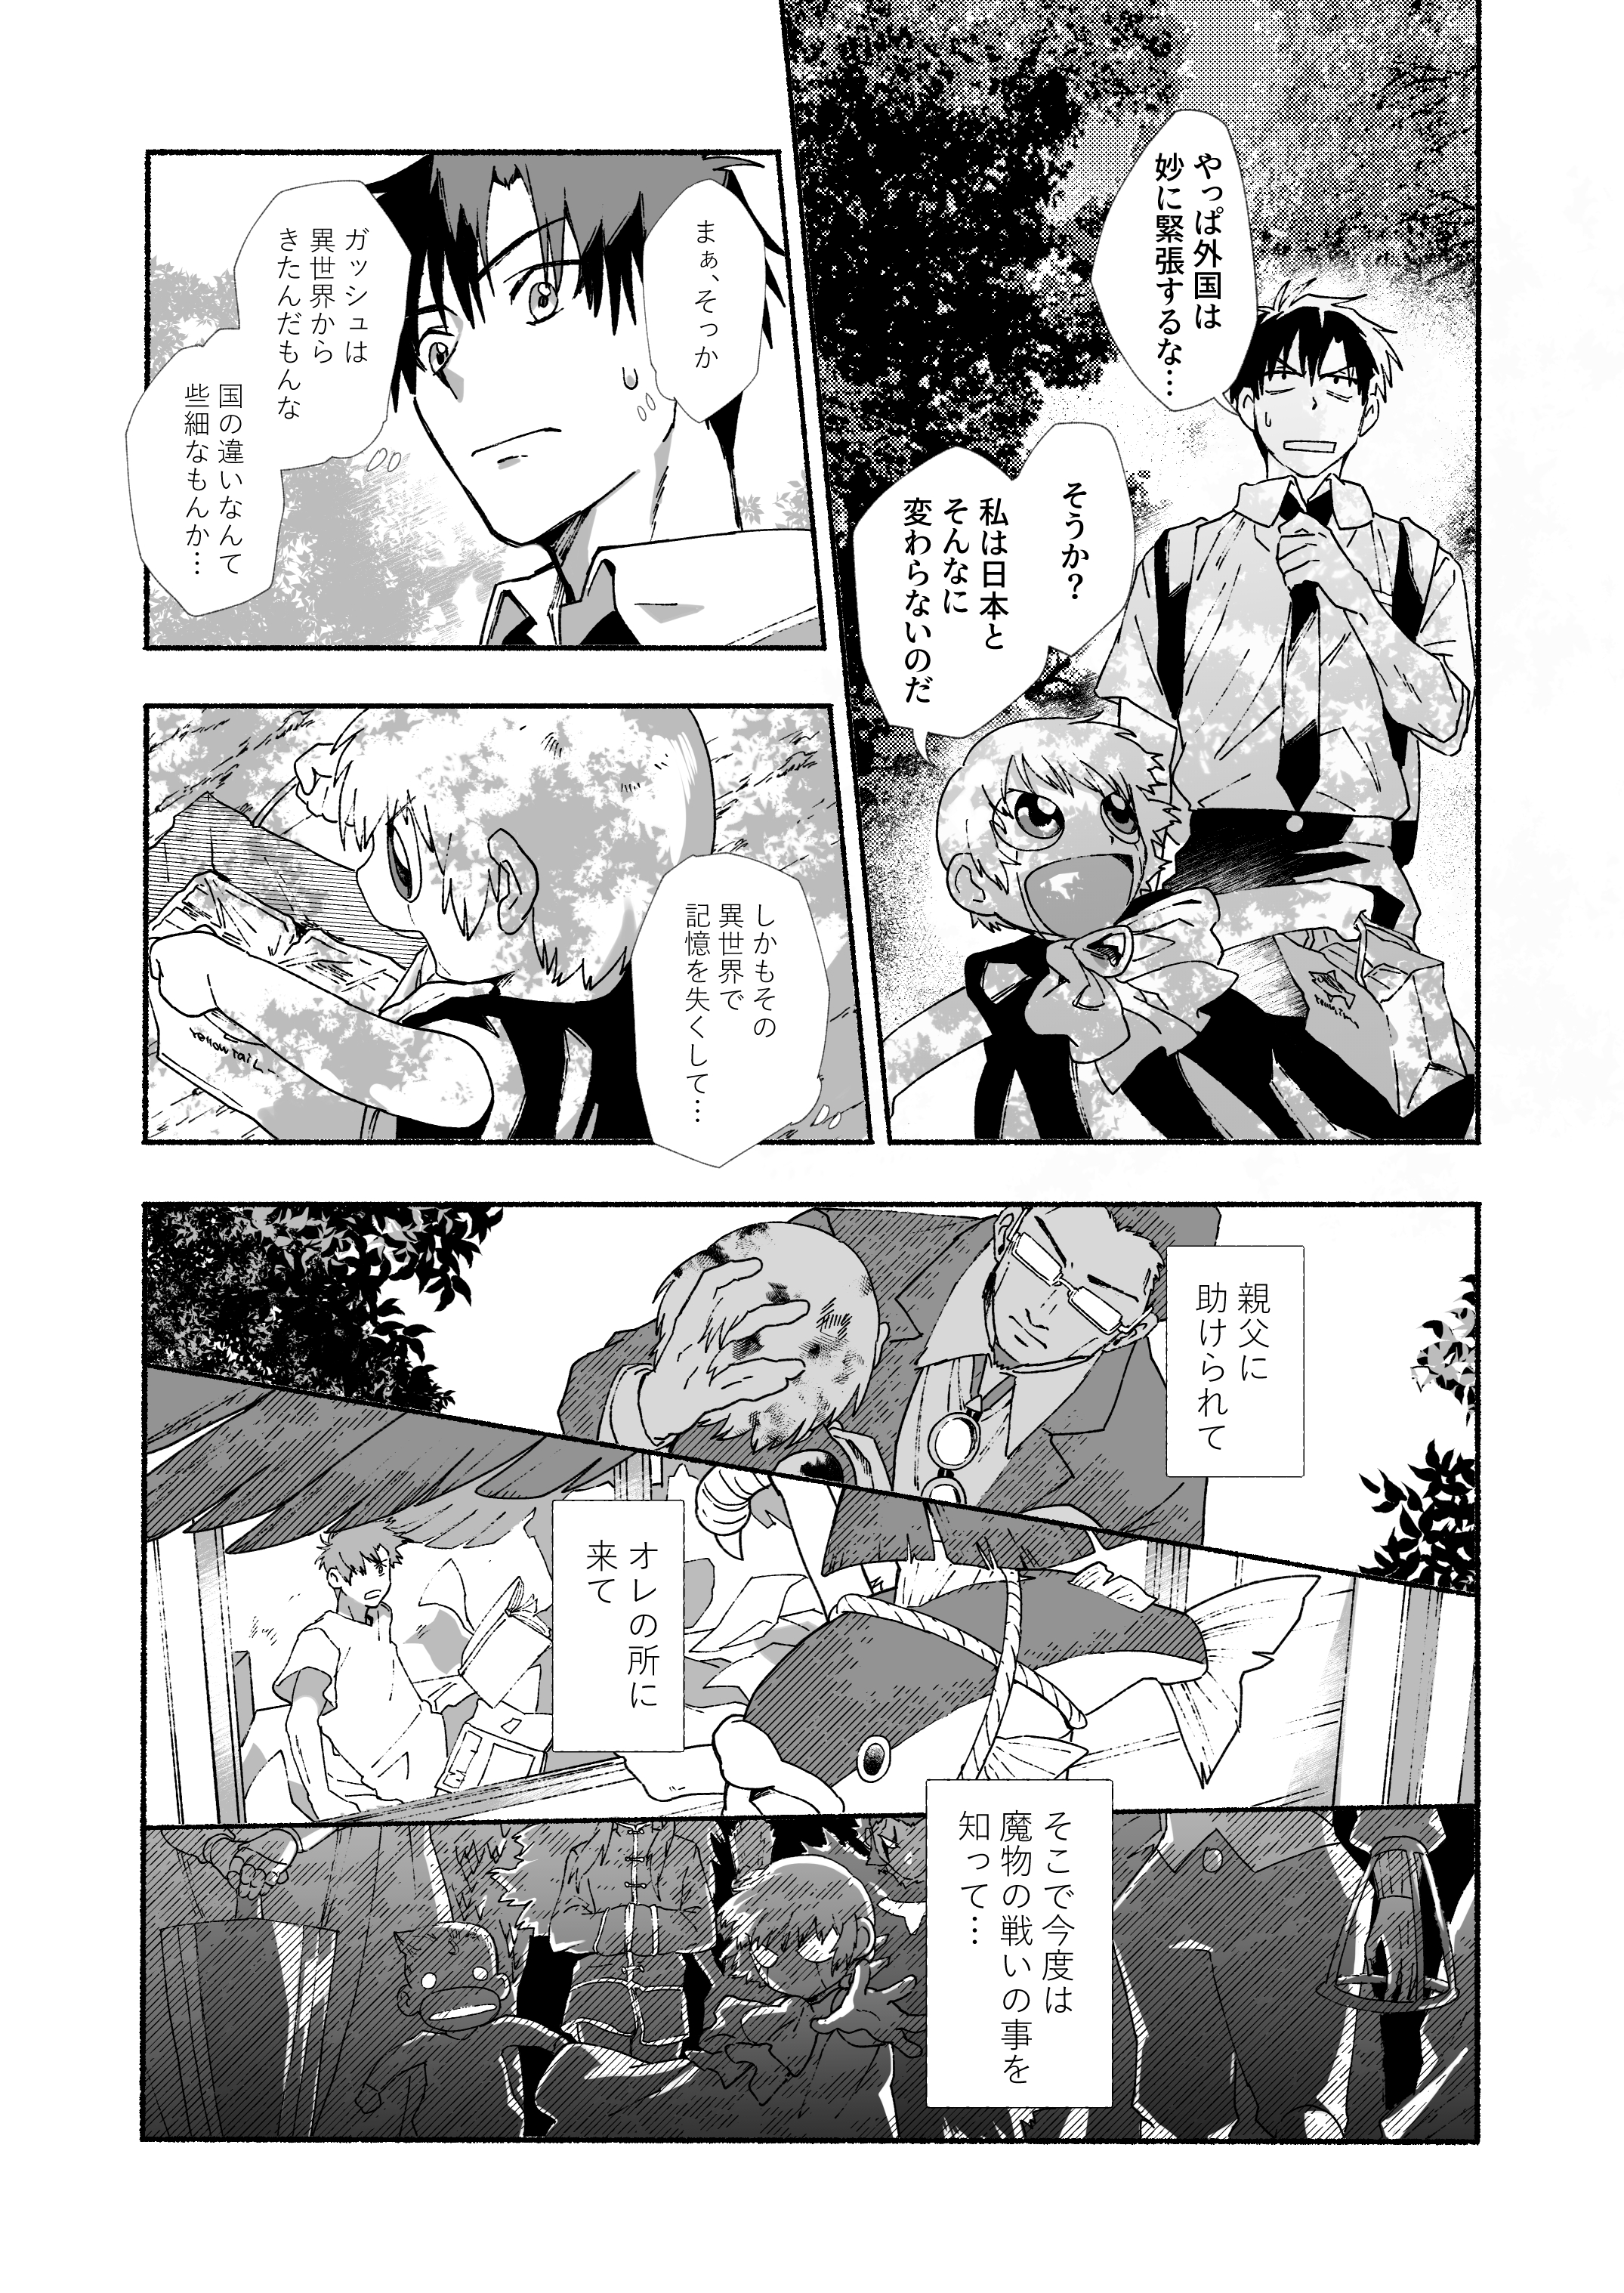 やっぱ外国は
妙に緊張するな…
そうか？
私は日本と
そんなに
変わらないのだ
まぁ、そっか
ガッシュは
異世界から
きたんだもんな
国の違いなんて
些細なもんか…
しかもその
異世界で
記憶を失くして…
yellow tail
親父に
助けられて
オレの所に
来て
そこで今度は
魔物の戦いの事を
知って…